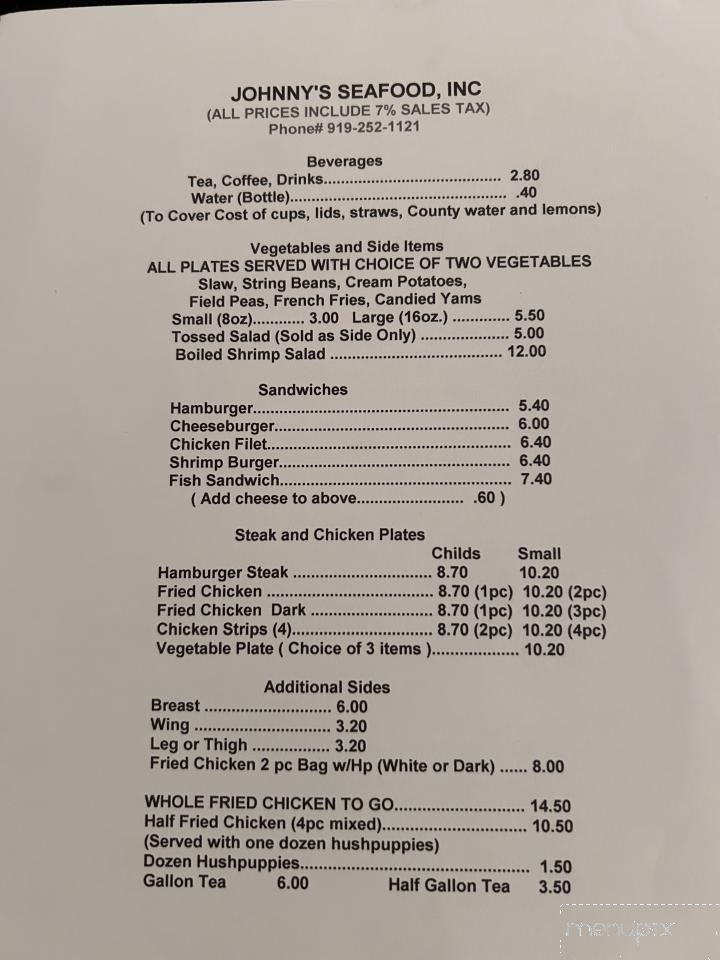 JOHNNY'S SEAFOOD, INC
(ALL PRICES INCLUDE 7% SALES TAX)
Phone# 919-252-1121
Beverages
Tea, Coffee, Drinks........................................ 2.80
Water (Bottle)................................................. .40
(To Cover Cost of cups, lids, straws, County water and lemons)
Vegetables and Side Items
ALL PLATES SERVED WITH CHOICE OF TWO VEGETABLES
Slaw, String Beans, Cream Potatoes,
Field Peas, French Fries, Candied Yams
Small (8oz)............ 3.00 Large (16oz.) ............. 5.50
Tossed Salad (Sold as Side Only) .................... 5.00
Boiled Shrimp Salad ....................................... 12.00
Sandwiches
Hamburger.......................................................... 5.40
Cheeseburger..................................................... 6.00
Chicken Filet....................................................... 6.40
Shrimp Burger.................................................... 6.40
Fish Sandwich.................................................... 7.40
( Add cheese to above........................ .60 )
Steak and Chicken Plates
Childs Small
Hamburger Steak ................................ 8.70 10.20
Fried Chicken ...................................... 8.70 (1pc) 10.20 (2pc)
Fried Chicken Dark ............................ 8.70 (1pc) 10.20 (3pc)
Chicken Strips (4)................................ 8.70 (2pc) 10.20 (4pc)
Vegetable Plate ( Choice of 3 items ).................... 10.20
Additional Sides
Breast ............................. 6.00
Wing ............................... 3.20
Leg or Thigh .................. 3.20
Fried Chicken 2 pc Bag w/Hp (White or Dark) ...... 8.00
WHOLE FRIED CHICKEN TO GO.............................. 14.50
Half Fried Chicken (4pc mixed)................................. 10.50
(Served with one dozen hushpuppies)
Dozen Hushpuppies.................................................... 1.50
Gallon Tea 6.00 Half Gallon Tea 3.50
menupix